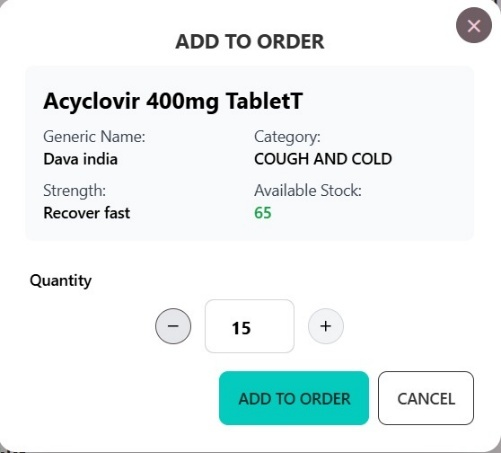 ADD TO ORDER
Acyclovir 400mg TabletT
Generic Name:
Dava india
Category:
COUGH AND COLD
Strength:
Recover fast
Available Stock:
65
Quantity
15
ADD TO ORDER
CANCEL